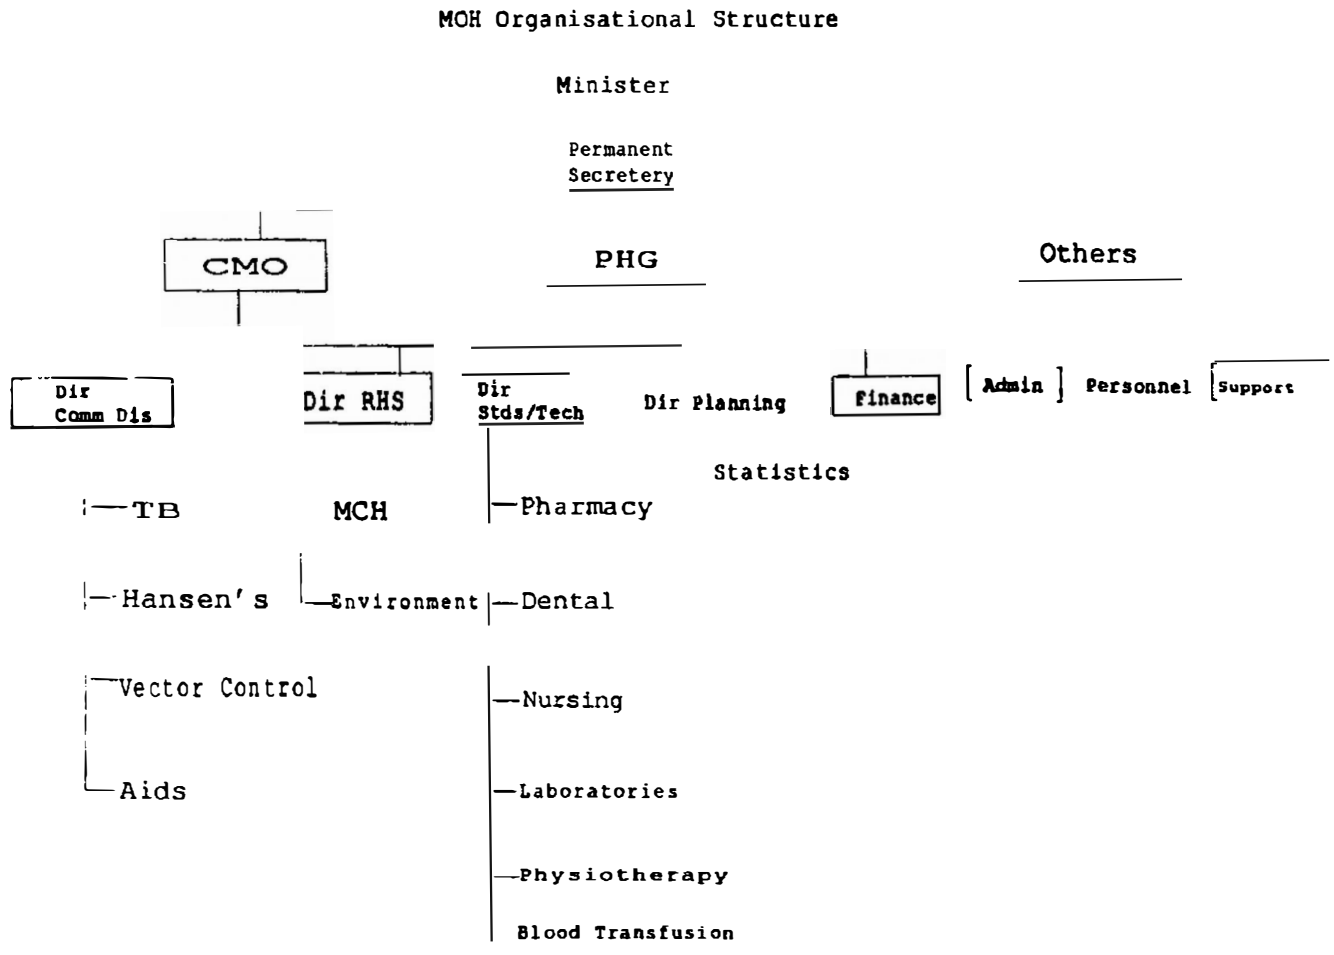 MOH Organisational Structure
Minister
Permanent
Secretery
CMO
PHG
Others
Dir
Comm Dis
Dir RHS
Dir
Stds/Tech
Dir Planning
Finance
Admin
Personnel
Support
Statistics
TB
MCH
Pharmacy
Hansen's
Environment
Dental
Vector Control
Nursing
Aids
Laboratories
Physiotherapy
Blood Transfusion